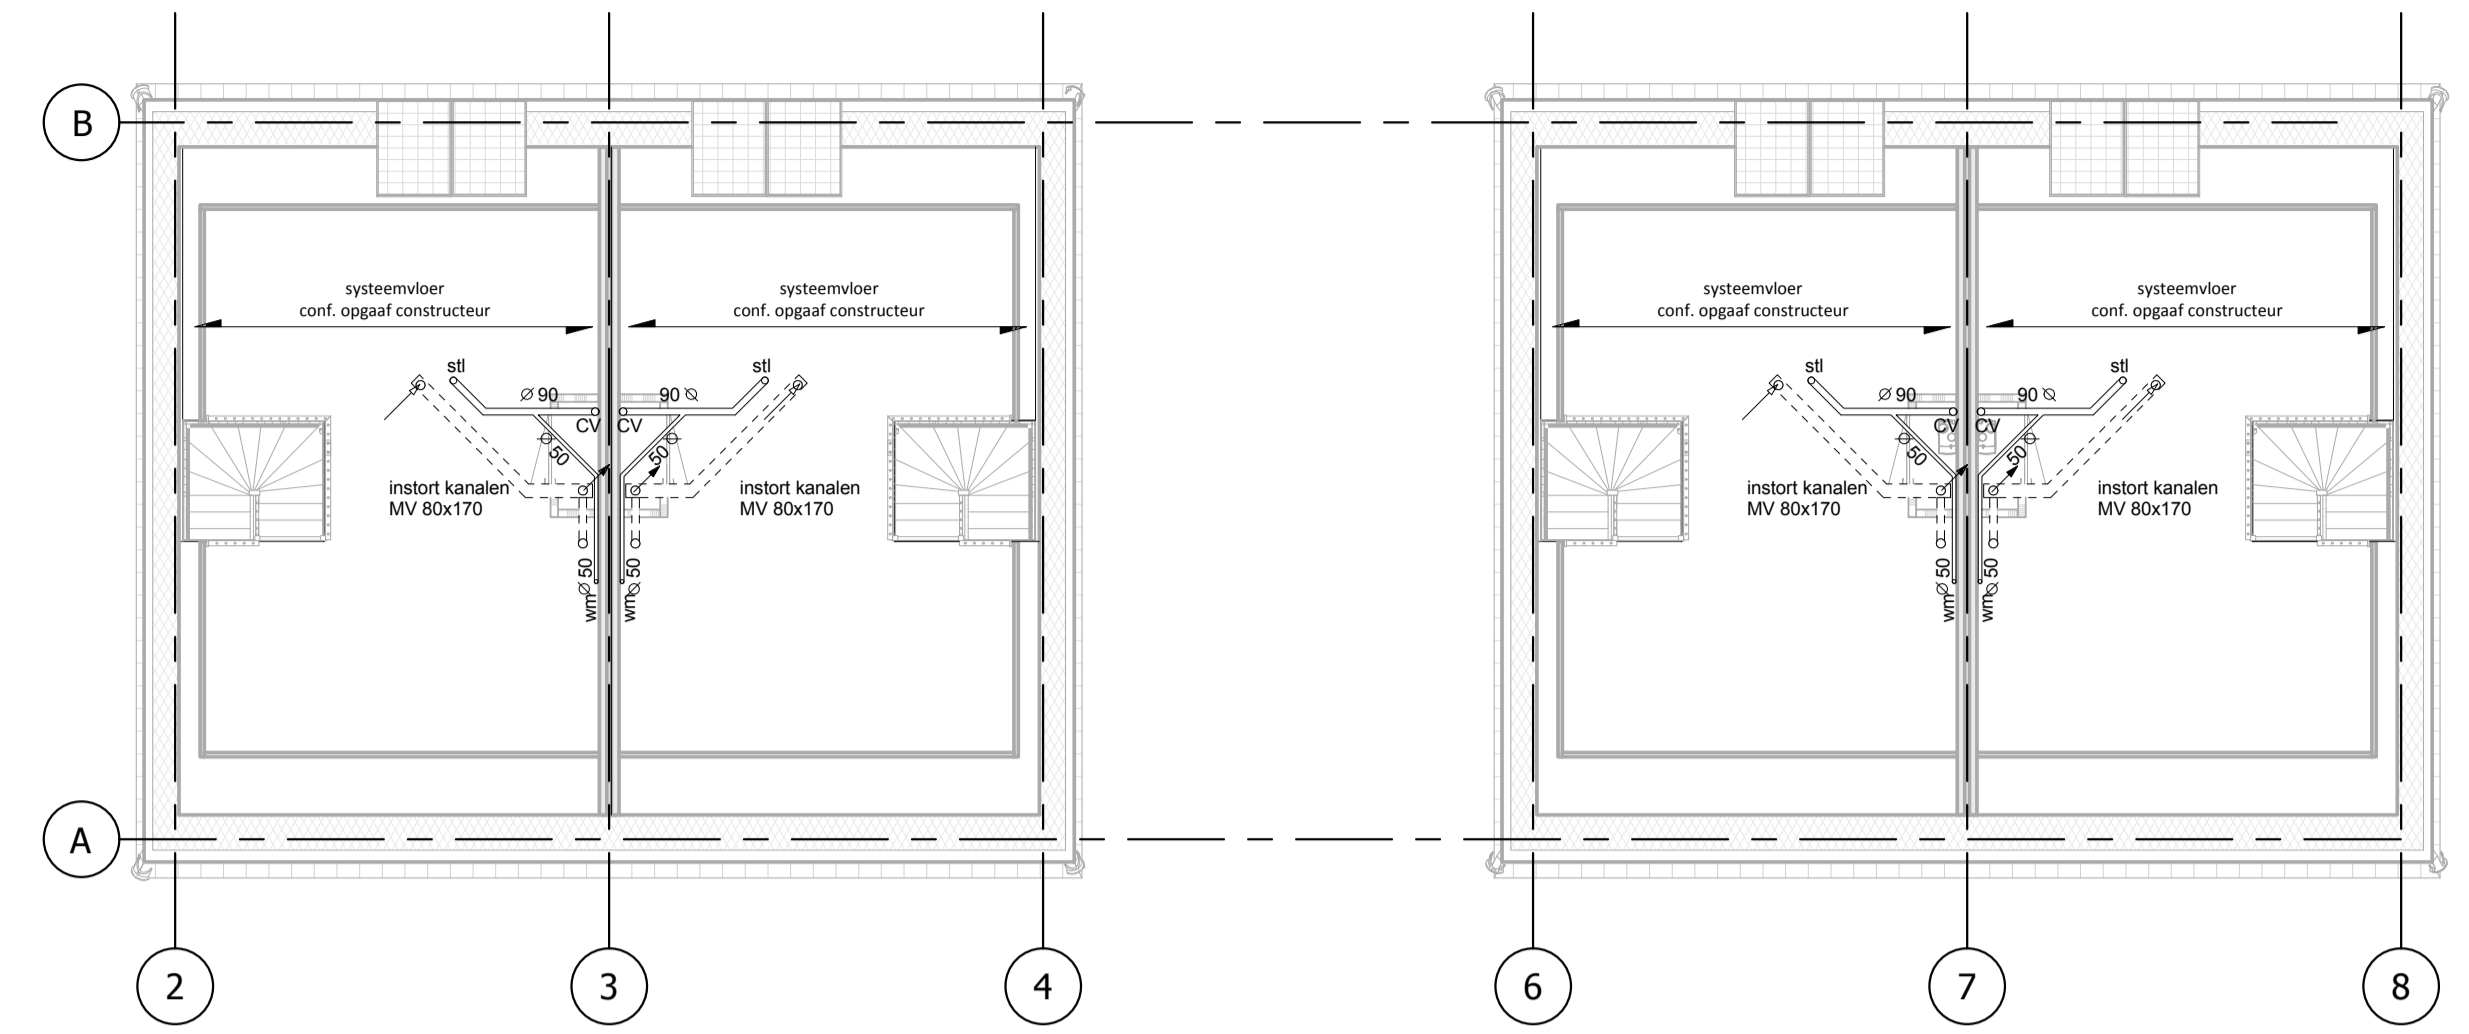 B
systeemvloer
conf. opgaaf constructeur
systeemvloer
conf. opgaaf constructeur
systeemvloer
conf. opgaaf constructeur
systeemvloer
conf. opgaaf constructeur
stl
stl
stl
stl
Ø 90
90 Ø
Ø 90
90 Ø
CV
CV
CV
CV
Ø 50
Ø 50
Ø 50
Ø 50
instort kanalen
MV 80x170
instort kanalen
MV 80x170
instort kanalen
MV 80x170
instort kanalen
MV 80x170
wm Ø 50
wm Ø 50
wm Ø 50
wm Ø 50
A
2
3
4
6
7
8